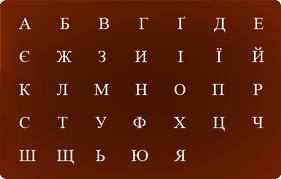 А Б В Г Ґ Д Е
Є Ж З И І Ї Й
К Л М Н О П Р
С Т У Ф Х Ц Ч
Ш Щ Ь Ю Я